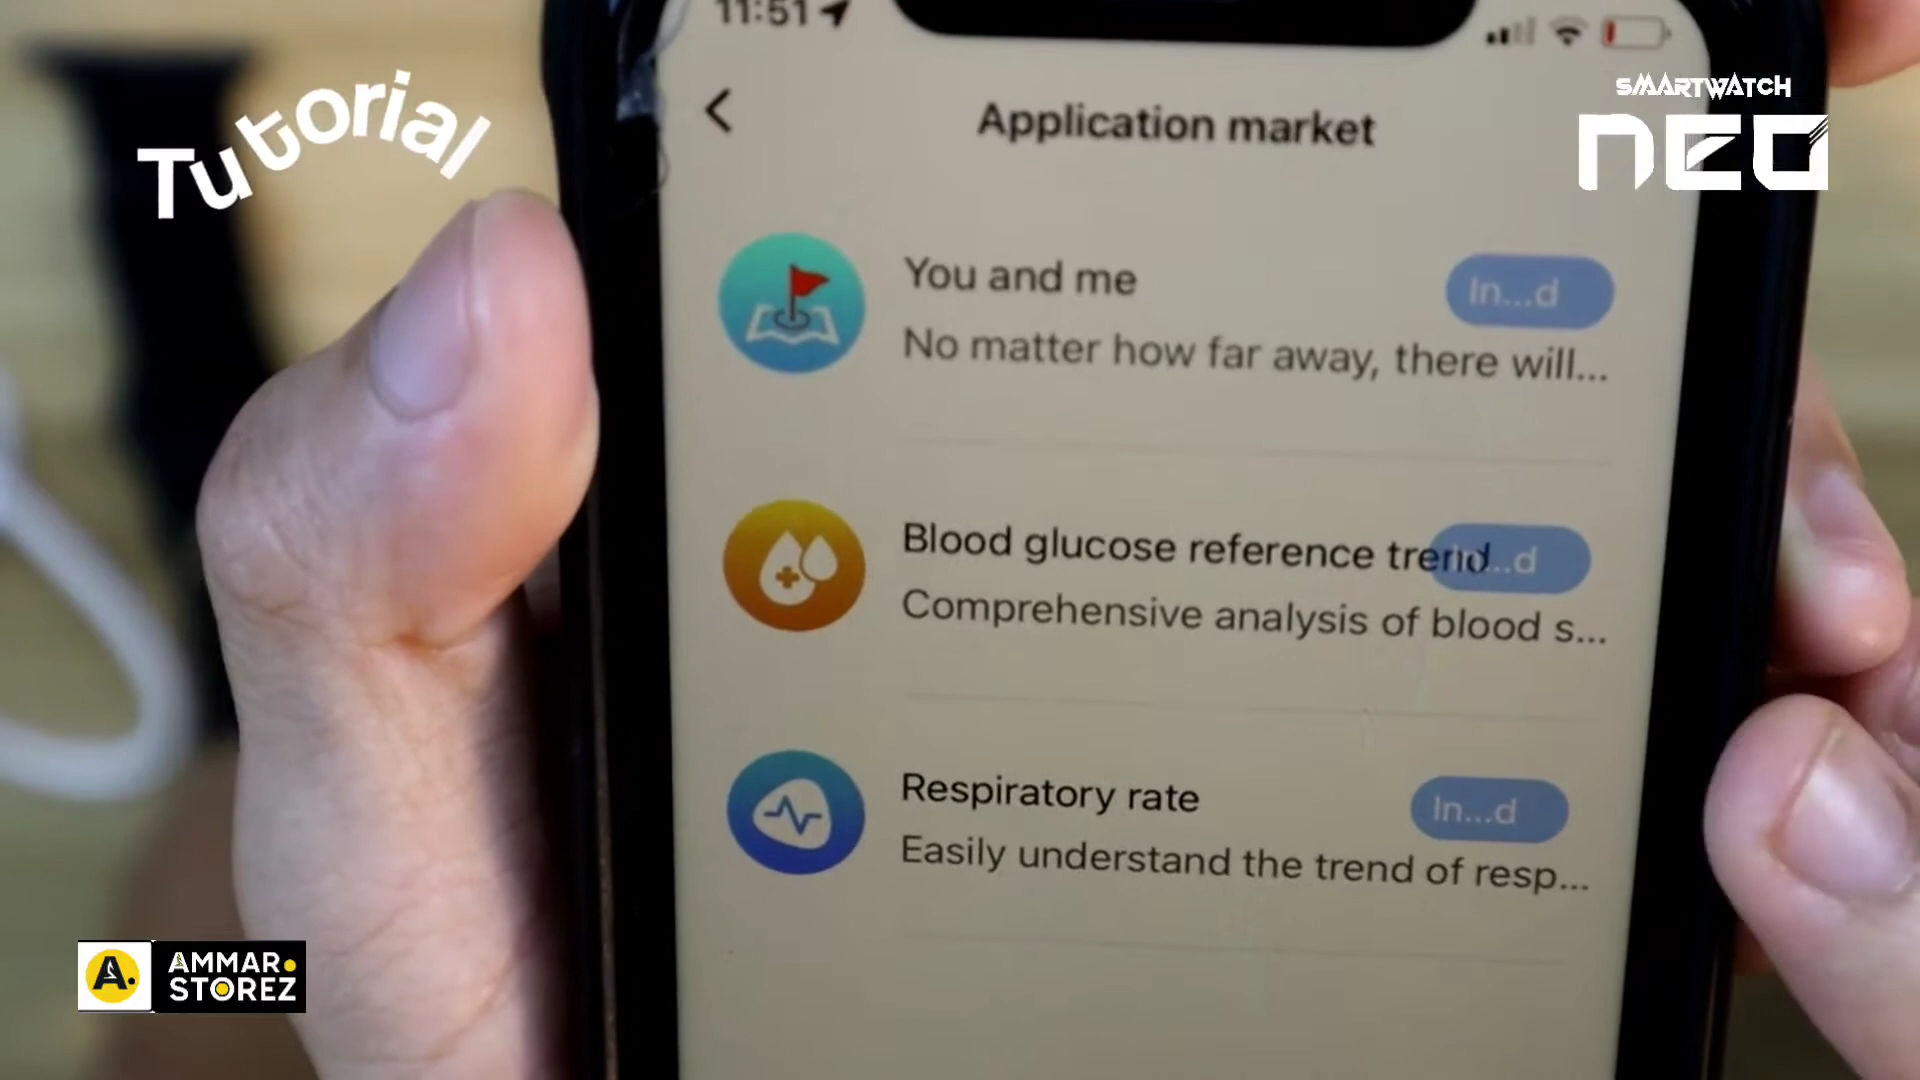 11:51
Tutorial
SMARTWATCH
NEO
Application market
You and me
In...d
No matter how far away, there will...
Blood glucose reference trend
...d
Comprehensive analysis of blood s...
Respiratory rate
In...d
Easily understand the trend of resp...
A.
AMMAR
STOREZ